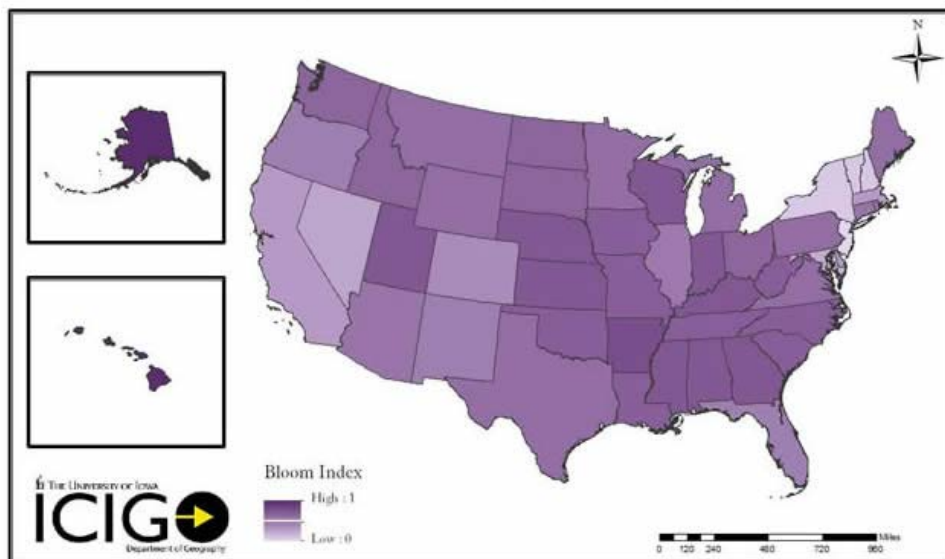 N
Bloom Index
High : 1
Low : 0
THE UNIVERSITY OF IOWA
ICIGO
Department of Geography
0 120 240 480 720 960 Miles